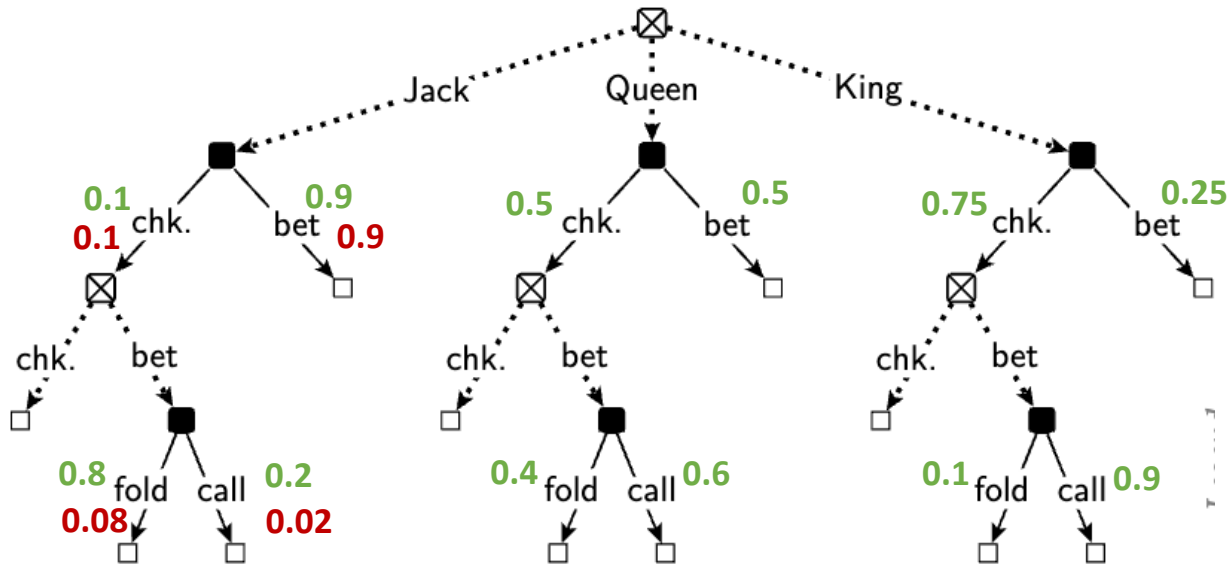 Jack Queen King
0.1 0.9 0.5 0.5 0.75 0.25
chk. bet chk. bet chk. bet
0.1 0.9
chk. bet chk. bet chk. bet
0.8 0.2 0.4 0.6 0.1 0.9
fold call fold call fold call
0.08 0.02